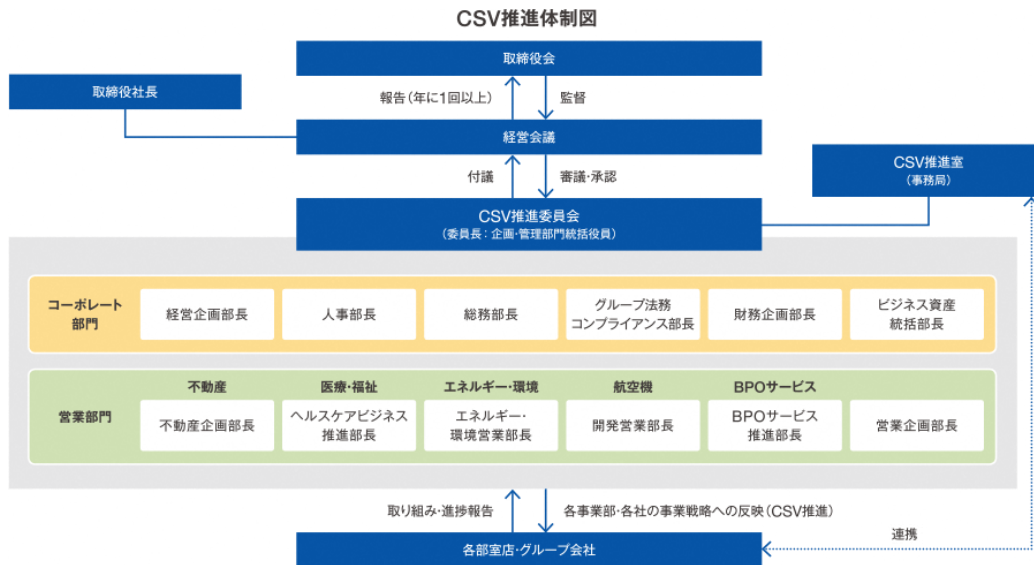 CSV推進体制図
取締役会
取締役社長
報告（年に1回以上）
監督
経営会議
付議
審議・承認
CSV推進室
（事務局）
CSV推進委員会
（委員長：企画・管理部門統括役員）
コーポレート
部門
経営企画部長
人事部長
総務部長
グループ法務
コンプライアンス部長
財務企画部長
ビジネス資産
統括部長
営業部門
不動産
不動産企画部長
医療・福祉
ヘルスケアビジネス
推進部長
エネルギー・環境
エネルギー・
環境営業部長
航空機
開発営業部長
BPOサービス
BPOサービス
推進部長
営業企画部長
取り組み・進捗報告
各事業部・各社の事業戦略への反映（CSV推進）
連携
各部室店・グループ会社